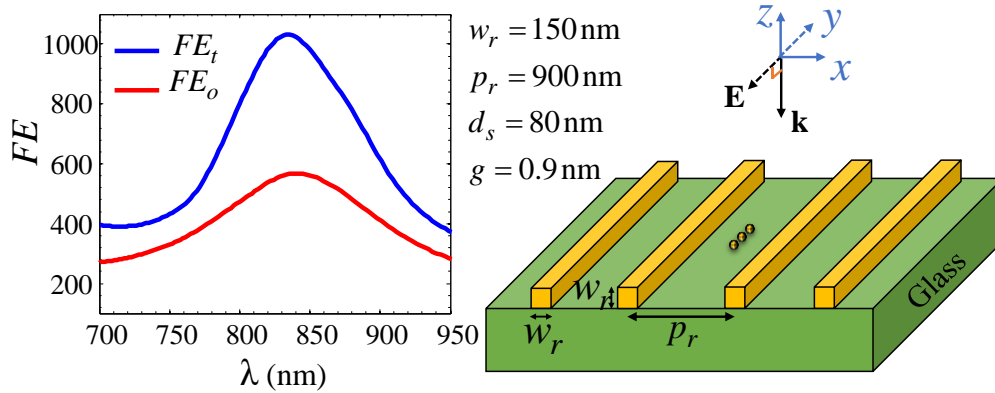 FE
1000
800
600
400
200
700 750 800 850 900 950
λ (nm)
FE_t
FE_o
w_r = 150 nm
p_r = 900 nm
d_s = 80 nm
g = 0.9 nm
z
y
x
E
k
w_r
w_r
p_r
Glass